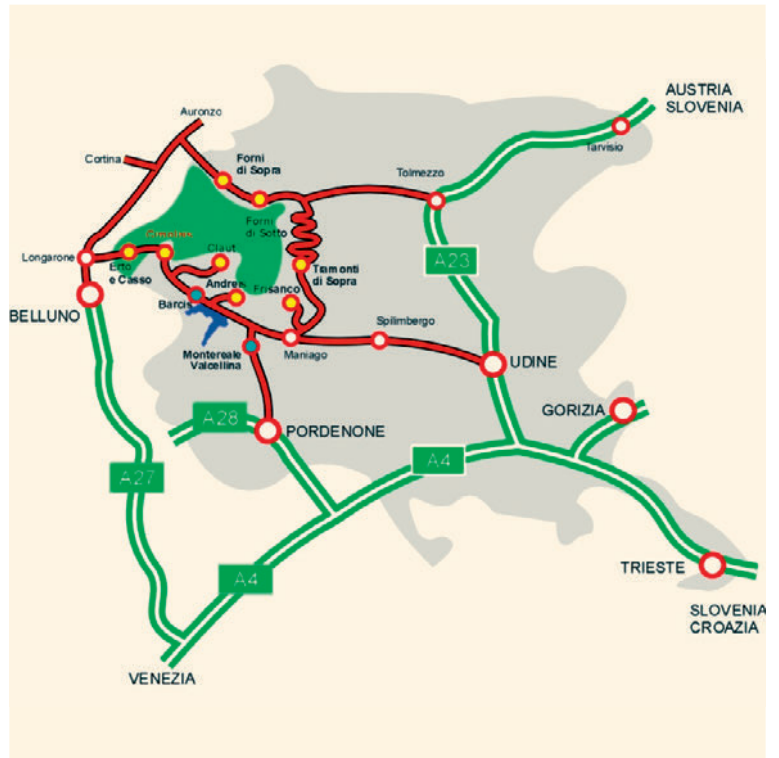 AUSTRIA
SLOVENIA
Auronzo
Tarvisio
Cortina
Forni
di Sopra
Tolmezzo
Forni
di Sotto
Cimolais
Longarone
Erto
e Casso
Claut
A23
Tramonti
di Sopra
Andreis
Frisanco
Barcis
BELLUNO
Spilimbergo
Montereale
Valcellina
Maniago
UDINE
GORIZIA
A28
PORDENONE
A4
A27
TRIESTE
A4
SLOVENIA
CROAZIA
VENEZIA